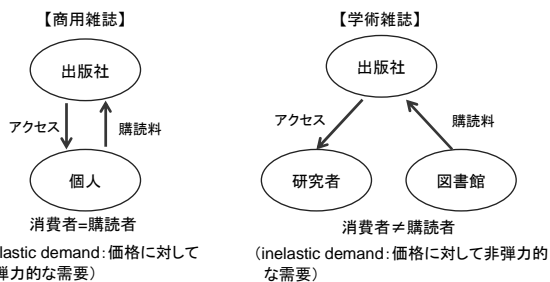 【商用雑誌】
出版社
アクセス
購読料
個人
消費者=購読者
lastic demand:価格に対して
弾力的な需要）
【学術雑誌】
出版社
アクセス
購読料
研究者
図書館
消費者≠購読者
（inelastic demand:価格に対して非弾力的
な需要）